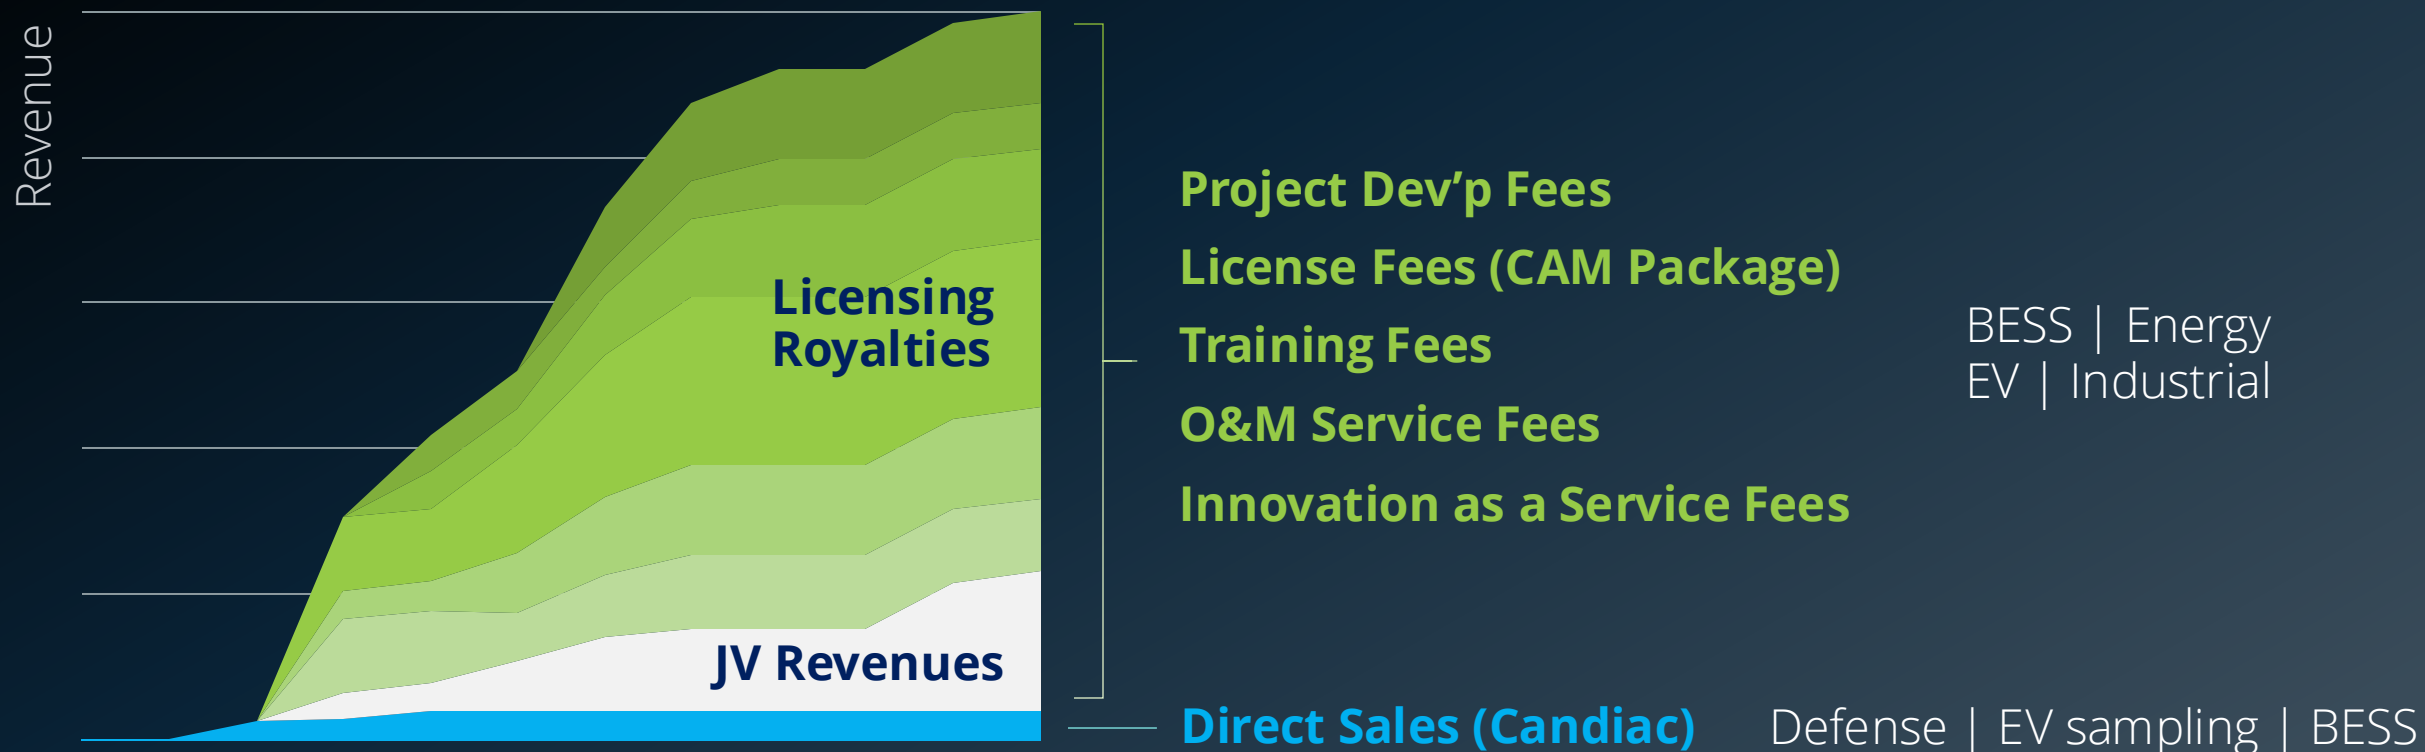 Revenue
Licensing
Royalties
JV Revenues
Project Dev’p Fees
License Fees (CAM Package)
Training Fees
O&M Service Fees
Innovation as a Service Fees
BESS | Energy
EV | Industrial
Direct Sales (Candiac)
Defense | EV sampling | BESS